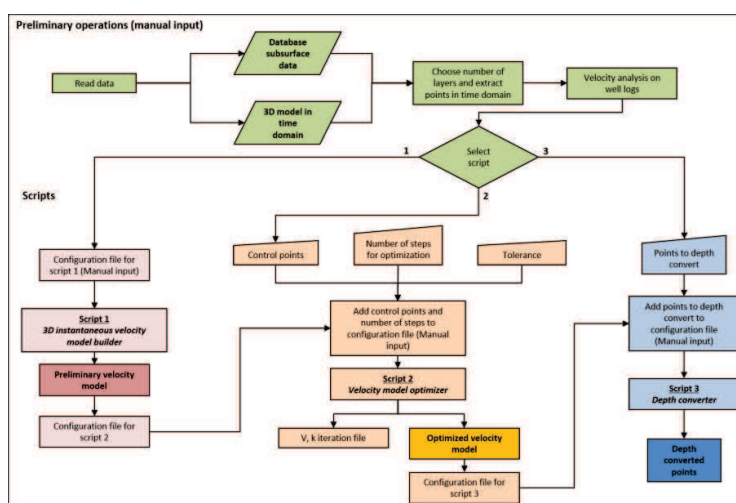 Preliminary operations (manual input)
Database
subsurface
data
Read data
3D model in
time
domain
Choose number of
layers and extract
points in time domain
Velocity analysis on
well logs
Select
script
1
2
3
Scripts
Configuration file for
script 1 (Manual input)
Script 1
3D instantaneous velocity
model builder
Preliminary velocity
model
Configuration file for
script 2
Control points
Number of steps
for optimization
Tolerance
Add control points and
number of steps to
configuration file (Manual
input)
Script 2
Velocity model optimizer
V, k iteration file
Optimized velocity
model
Configuration file for
script 3
Points to depth
convert
Add points to depth
convert to
configuration file
(Manual input)
Script 3
Depth converter
Depth
converted
points